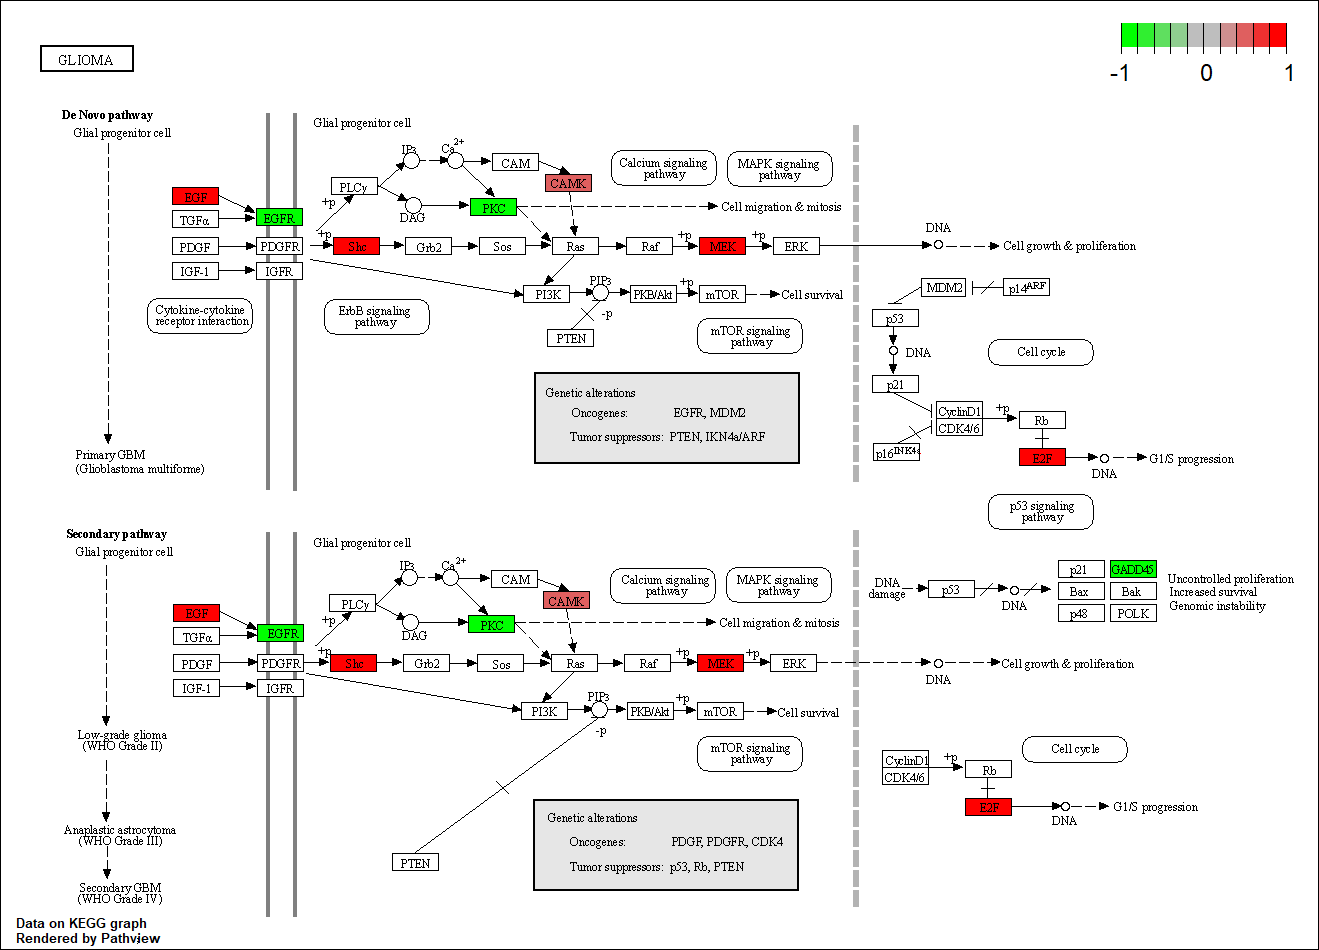 -1 0 1
GLIOMA
De Novo pathway
Glial progenitor cell
Glial progenitor cell
IP3
Ca2+
CAM
Calcium signaling
pathway
MAPK signaling
pathway
PLCγ
CAMK
EGF
+p
DAG
PKC
Cell migration & mitosis
TGFα
EGFR
DNA
PDGF
PDGFR
+p
Shc
Grb2
Sos
Ras
Raf
+p
MEK
+p
ERK
Cell growth & proliferation
IGF-1
IGFR
PI3K
PIP3
PKB/Akt
+p
mTOR
Cell survival
MDM2
p14ARF
Cytokine-cytokine
receptor interaction
ErbB signaling
pathway
-p
PTEN
mTOR signaling
pathway
p53
DNA
Cell cycle
p21
Genetic alterations
Oncogenes: EGFR, MDM2
Tumor suppressors: PTEN, IKN4a/ARF
CyclinD1
CDK4/6
+p
Rb
p16INK4a
E2F
G1/S progression
DNA
Primary GBM
(Glioblastoma multiforme)
p53 signaling
pathway
Secondary pathway
Glial progenitor cell
Glial progenitor cell
IP3
Ca2+
CAM
Calcium signaling
pathway
MAPK signaling
pathway
PLCγ
CAMK
DNA
damage
p53
DNA
p21
GADD45
Bax
Bak
p48
POLK
Uncontrolled proliferation
Increased survival
Genomic instability
EGF
+p
DAG
PKC
Cell migration & mitosis
TGFα
EGFR
PDGF
PDGFR
+p
Shc
Grb2
Sos
Ras
Raf
+p
MEK
+p
ERK
DNA
Cell growth & proliferation
IGF-1
IGFR
PI3K
PIP3
PKB/Akt
+p
mTOR
Cell survival
-p
Low-grade glioma
(WHO Grade II)
mTOR signaling
pathway
CyclinD1
CDK4/6
+p
Rb
Cell cycle
E2F
DNA
G1/S progression
Genetic alterations
Oncogenes: PDGF, PDGFR, CDK4
Tumor suppressors: p53, Rb, PTEN
Anaplastic astrocytoma
(WHO Grade III)
PTEN
Secondary GBM
(WHO Grade IV)
Data on KEGG graph
Rendered by Pathview